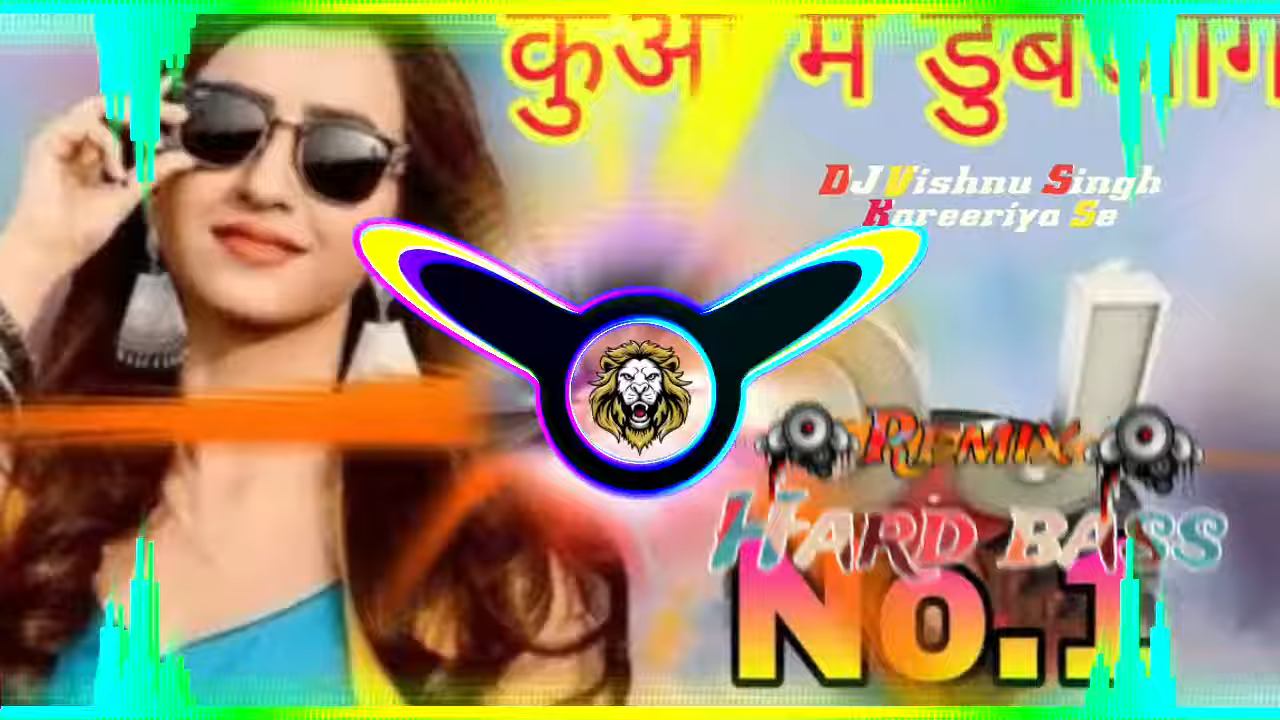 में डुब
DJ Vishnu Singh
Kareeriya Se
REMIX
HARD BASS
No.1